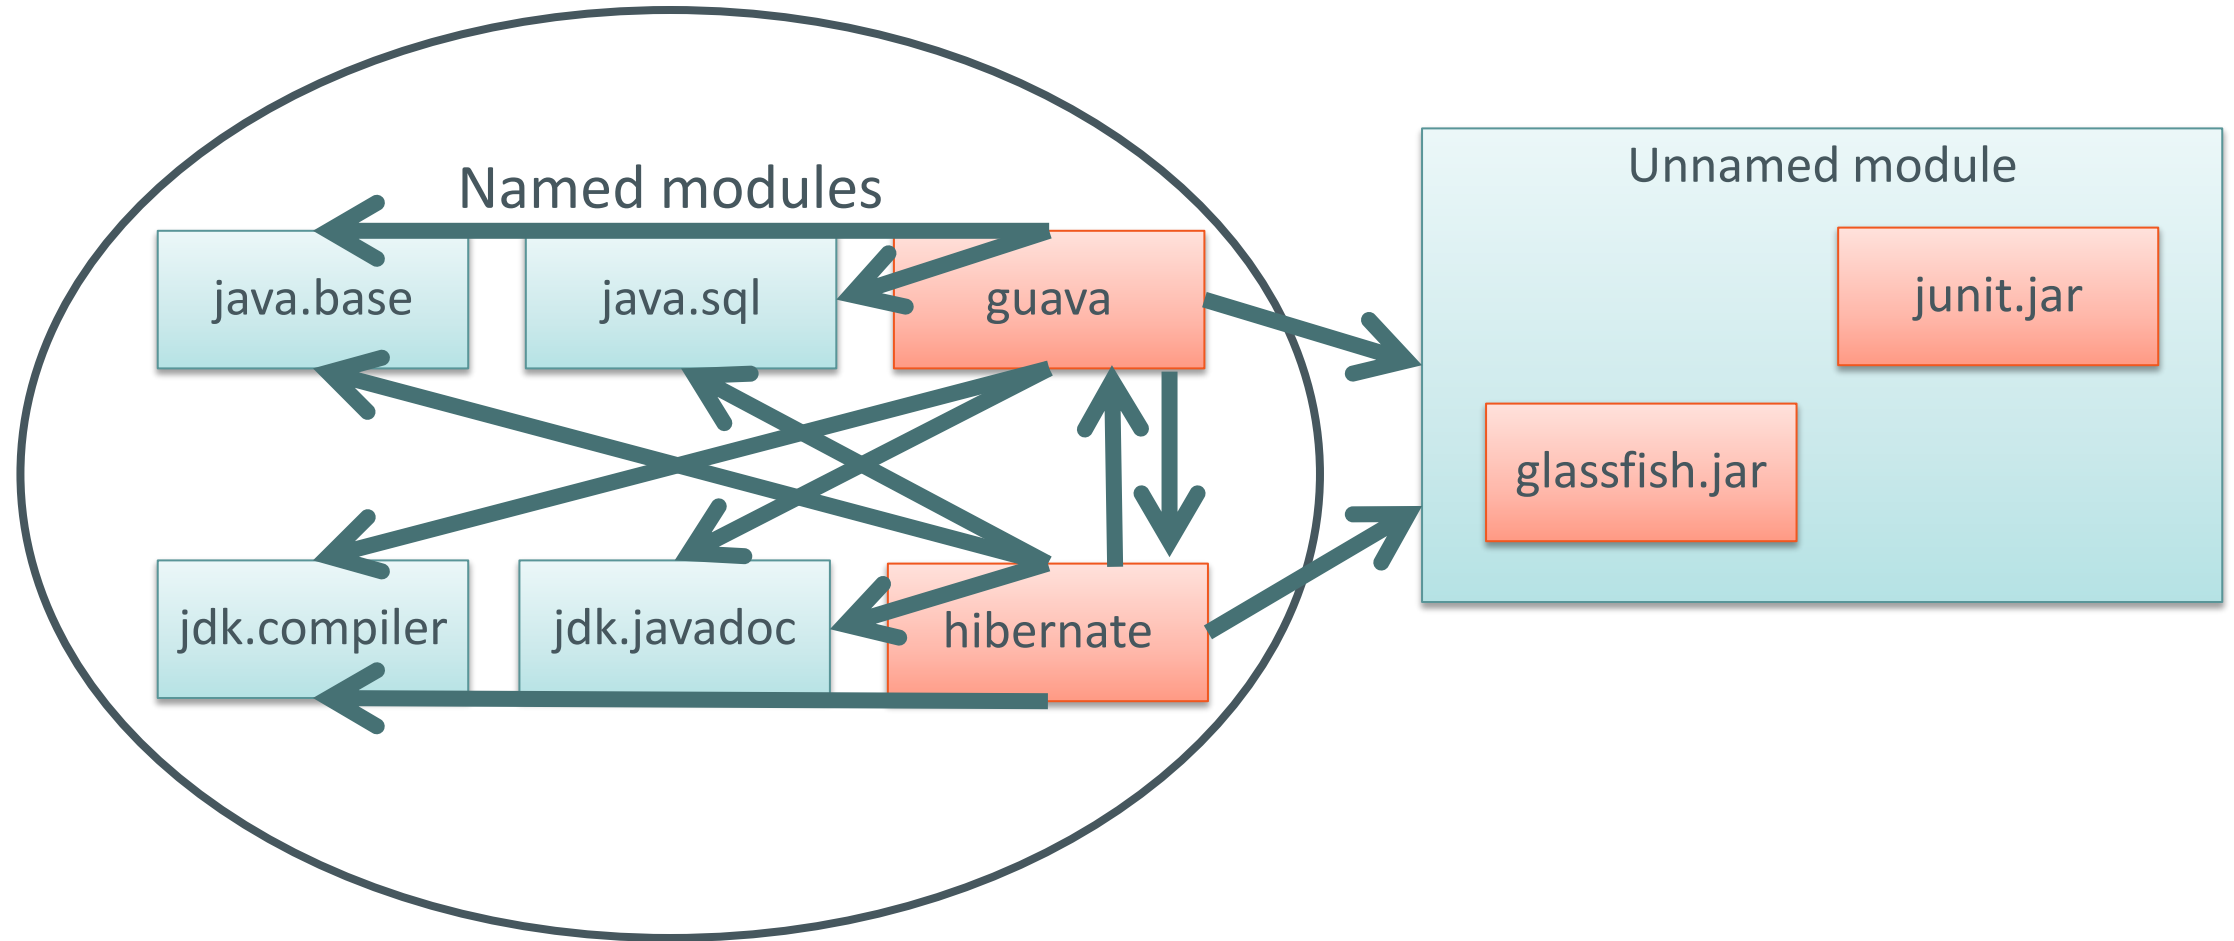 Named modules
java.base
java.sql
guava
jdk.compiler
jdk.javadoc
hibernate
Unnamed module
junit.jar
glassfish.jar